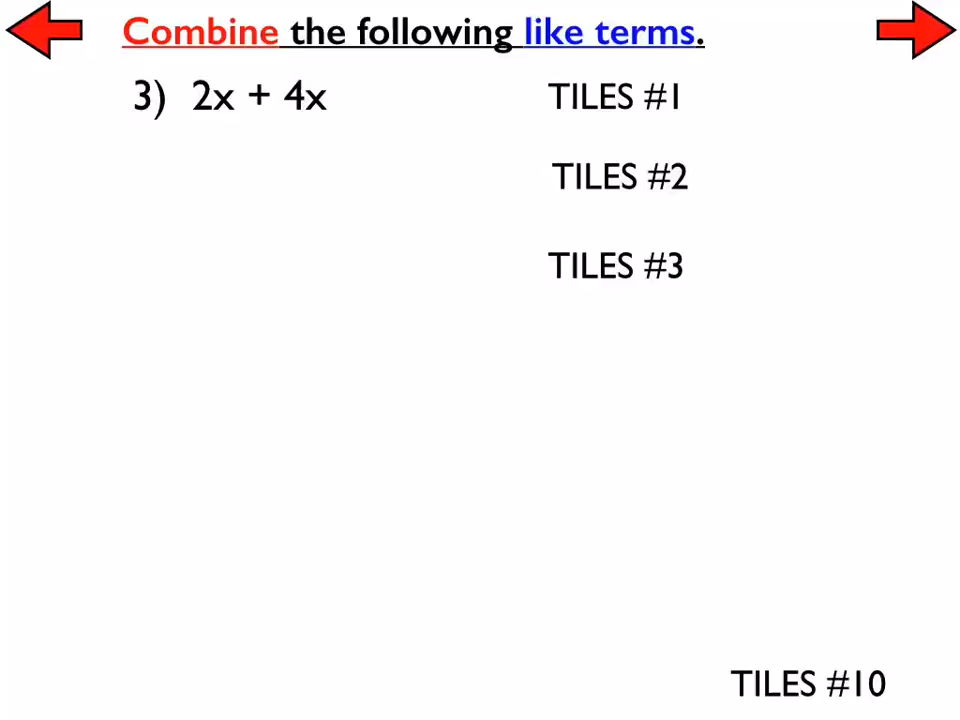 Combine the following like terms.
3) 2x + 4x
TILES #1
TILES #2
TILES #3
TILES #10